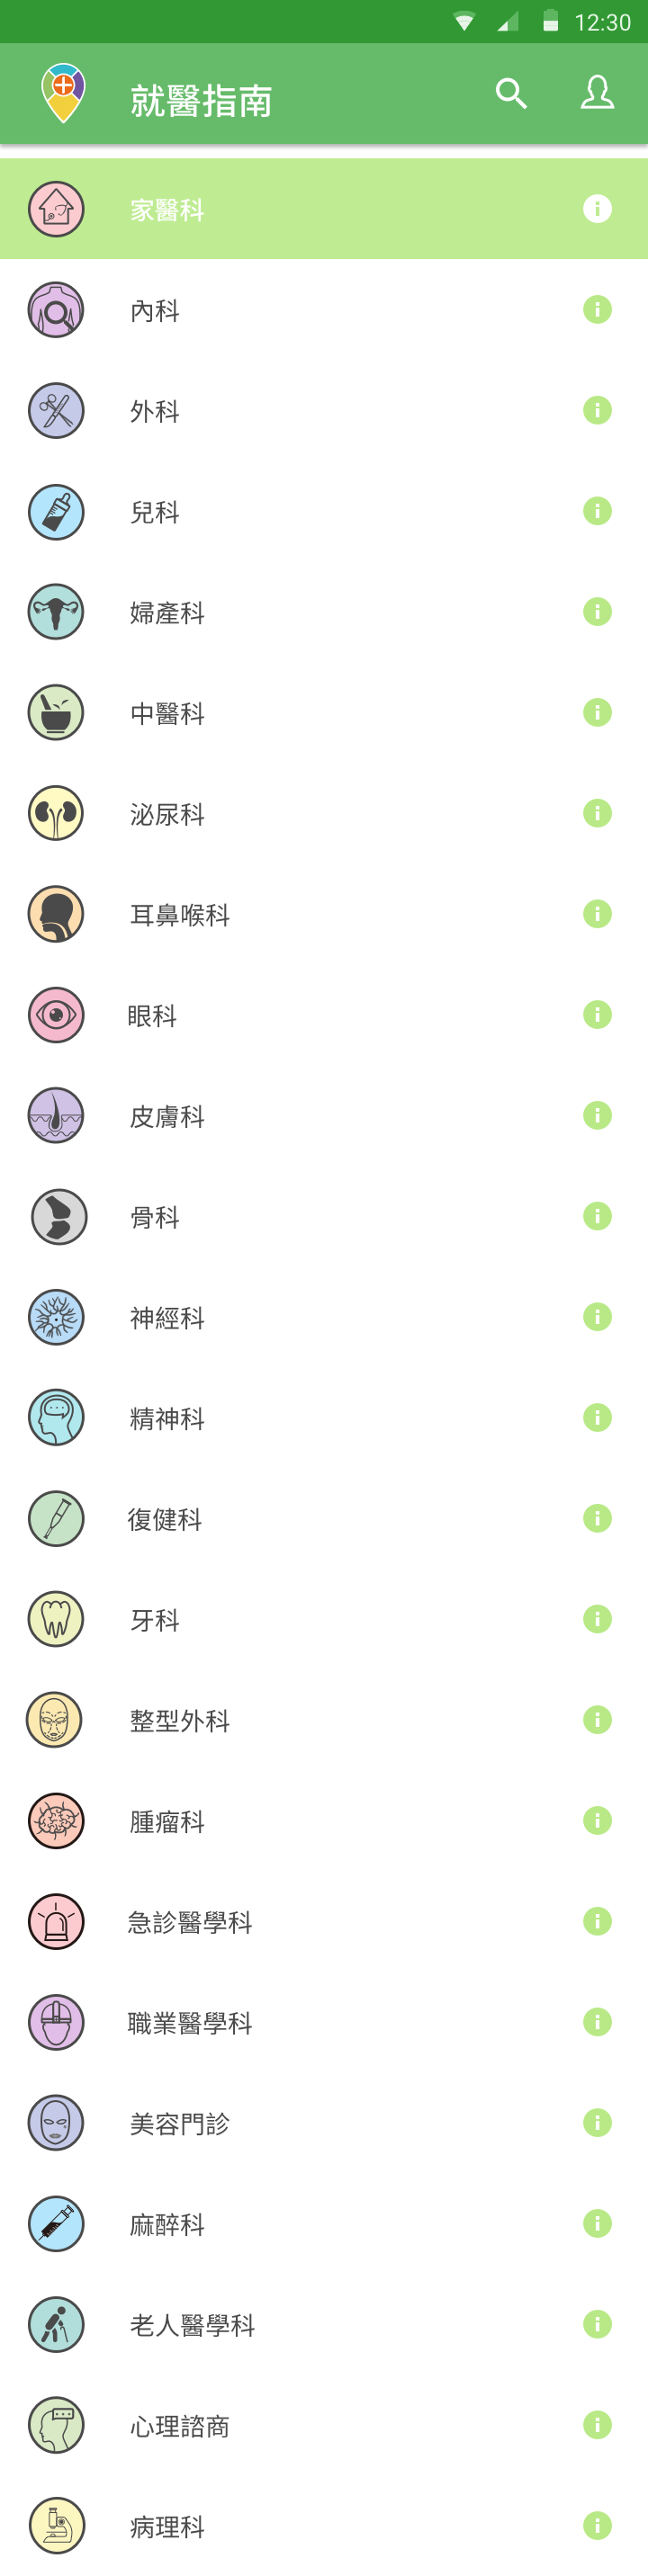 12:30
就醫指南
家醫科
內科
外科
兒科
婦產科
中醫科
泌尿科
耳鼻喉科
眼科
皮膚科
骨科
神經科
精神科
復健科
牙科
整型外科
腫瘤科
急診醫學科
職業醫學科
美容門診
麻醉科
老人醫學科
心理諮商
病理科